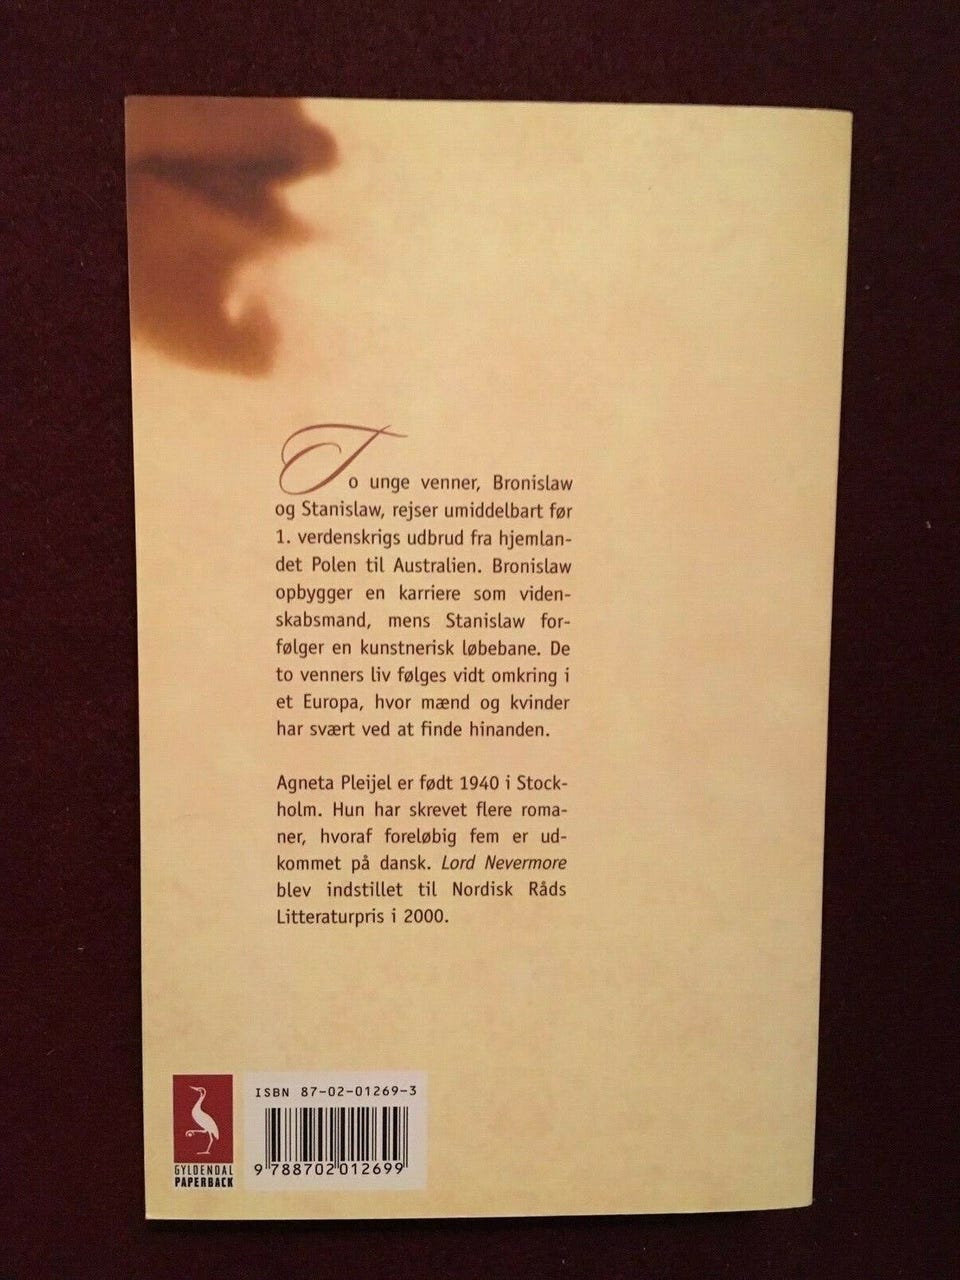 To unge venner, Bronislaw
og Stanislaw, rejser umiddelbart før
1. verdenskrigs udbrud fra hjemlan-
det Polen til Australien. Bronislaw
opbygger en karriere som viden-
skabsmand, mens Stanislaw for-
følger en kunstnerisk løbebane. De
to venners liv følges vidt omkring i
et Europa, hvor mænd og kvinder
har svært ved at finde hinanden.
Agneta Pleijel er født 1940 i Stock-
holm. Hun har skrevet flere roma-
ner, hvoraf foreløbig fem er ud-
kommet på dansk. Lord Nevermore
blev indstillet til Nordisk Råds
Litteraturpris i 2000.
ISBN 87-02-01269-3
9 788702 012699
GYLDENDAL
PAPERBACK